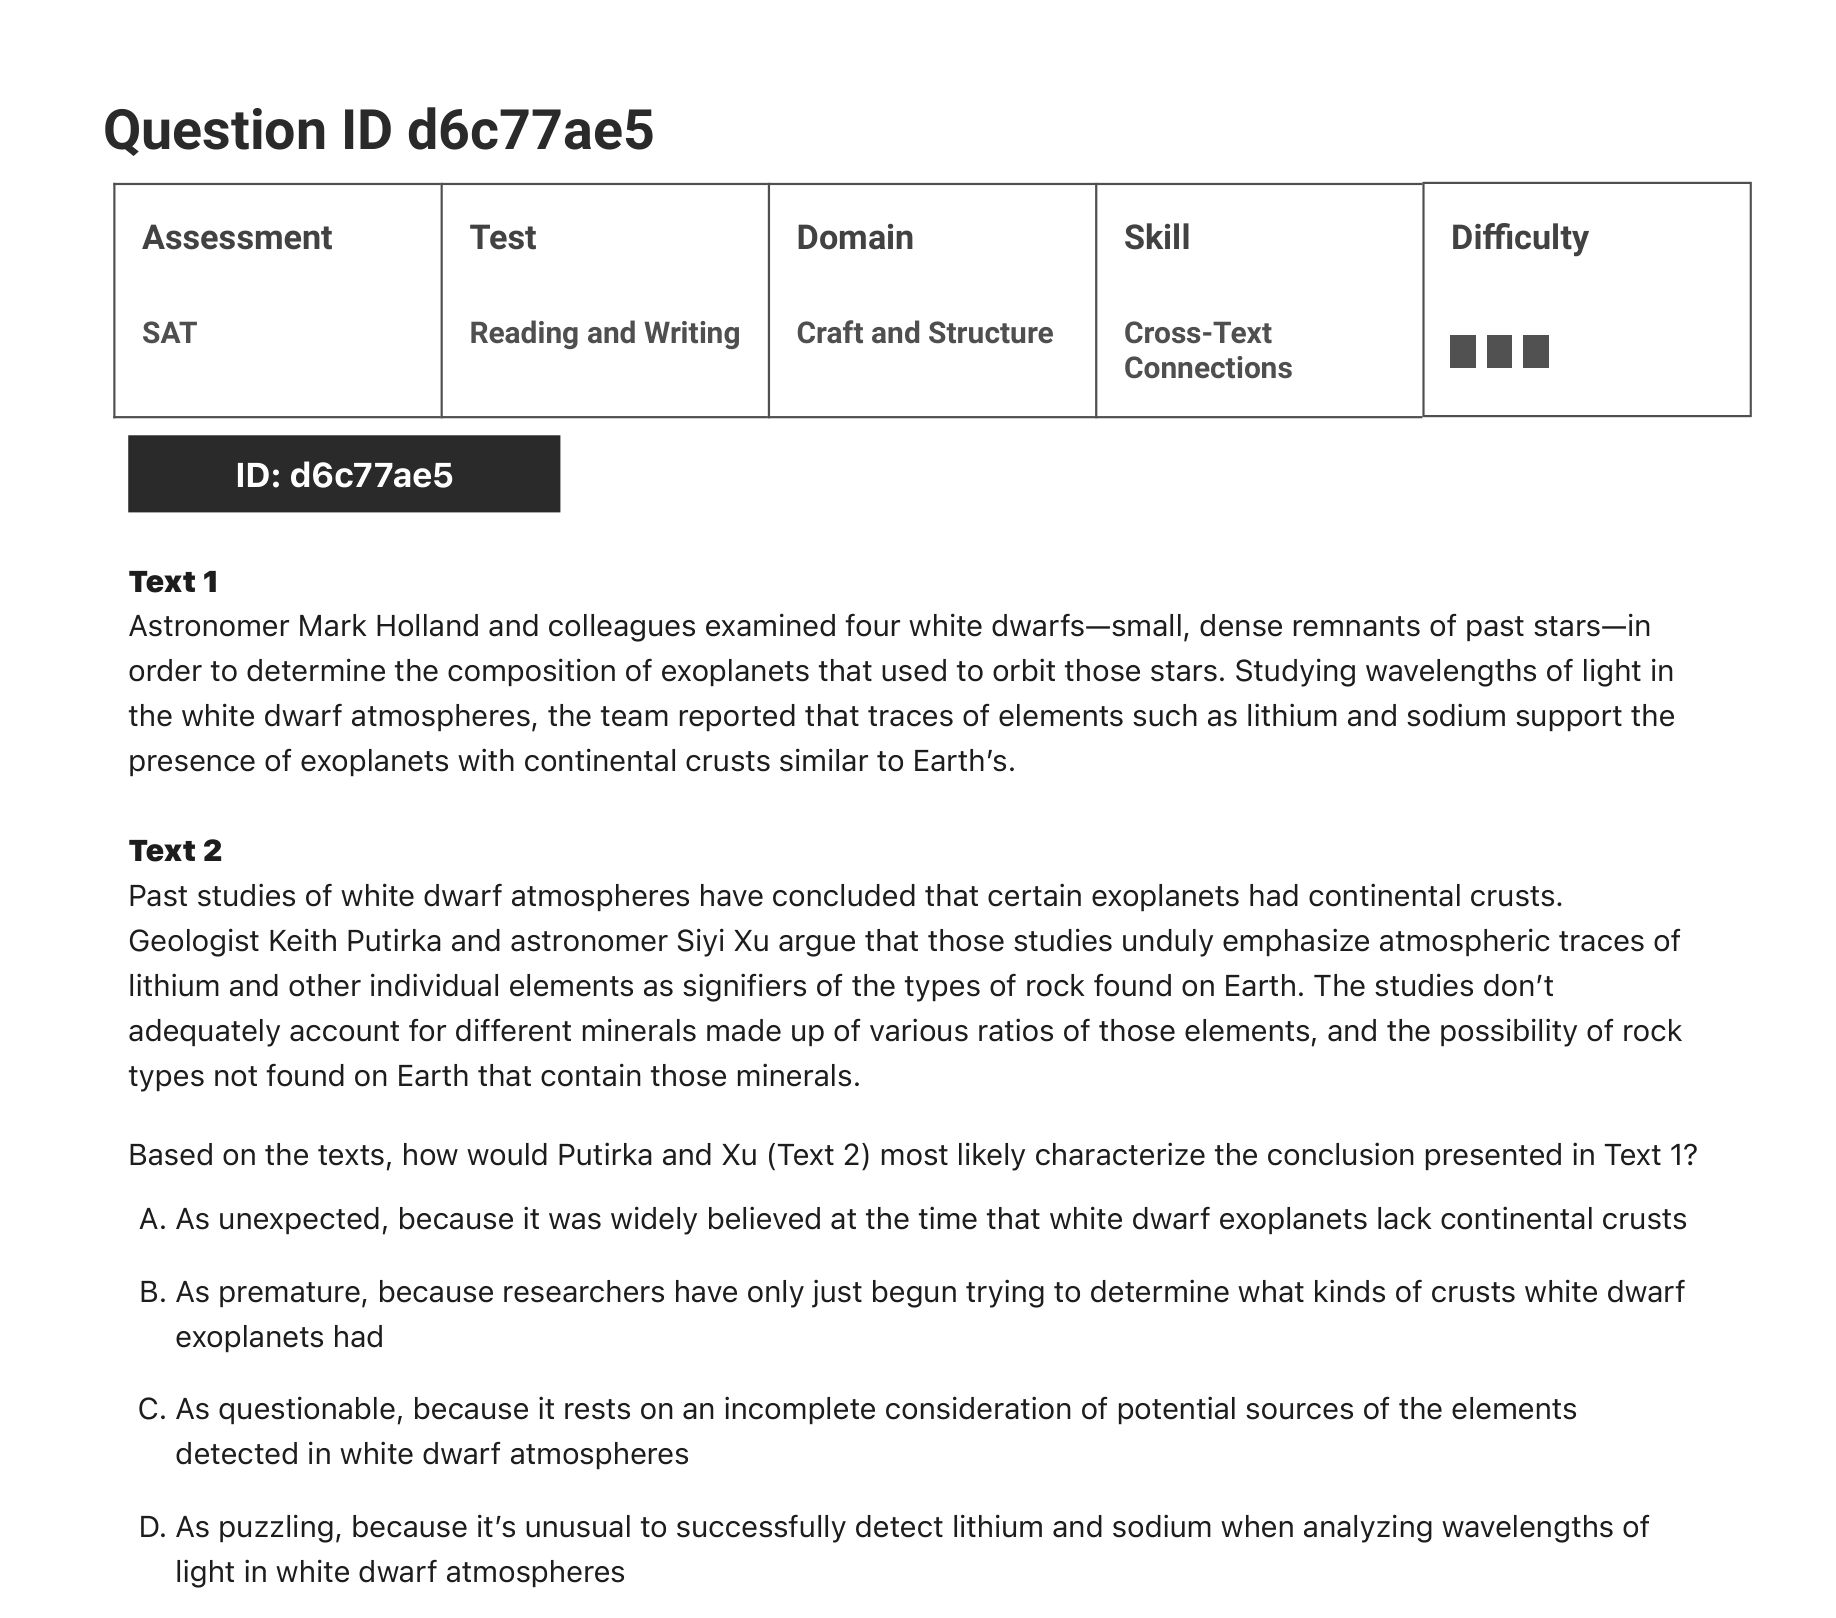 Question ID d6c77ae5
Assessment
Test
Domain
Skill
Difficulty
SAT
Reading and Writing
Craft and Structure
Cross-Text
Connections
ID: d6c77ae5
Text 1
Astronomer Mark Holland and colleagues examined four white dwarfs—small, dense remnants of past stars—in
order to determine the composition of exoplanets that used to orbit those stars. Studying wavelengths of light in
the white dwarf atmospheres, the team reported that traces of elements such as lithium and sodium support the
presence of exoplanets with continental crusts similar to Earth’s.
Text 2
Past studies of white dwarf atmospheres have concluded that certain exoplanets had continental crusts.
Geologist Keith Putirka and astronomer Siyi Xu argue that those studies unduly emphasize atmospheric traces of
lithium and other individual elements as signifiers of the types of rock found on Earth. The studies don’t
adequately account for different minerals made up of various ratios of those elements, and the possibility of rock
types not found on Earth that contain those minerals.
Based on the texts, how would Putirka and Xu (Text 2) most likely characterize the conclusion presented in Text 1?
A. As unexpected, because it was widely believed at the time that white dwarf exoplanets lack continental crusts
B. As premature, because researchers have only just begun trying to determine what kinds of crusts white dwarf
exoplanets had
C. As questionable, because it rests on an incomplete consideration of potential sources of the elements
detected in white dwarf atmospheres
D. As puzzling, because it’s unusual to successfully detect lithium and sodium when analyzing wavelengths of
light in white dwarf atmospheres